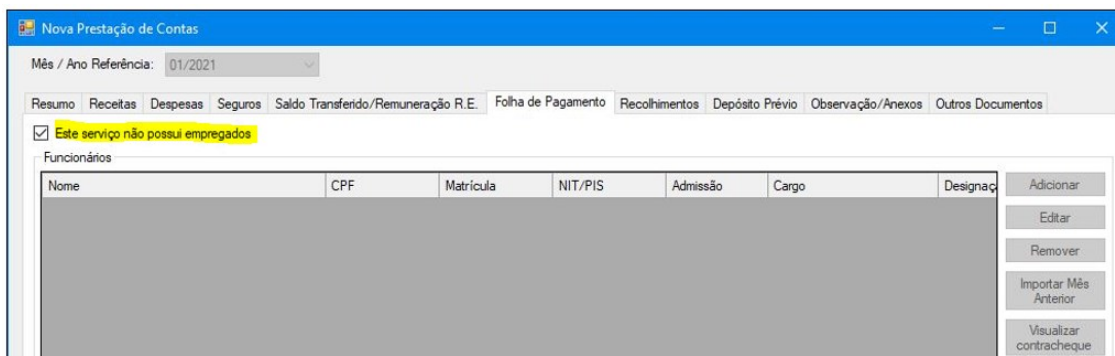 Nova Prestação de Contas
Mês / Ano Referência: 01/2021
Resumo Receitas Despesas Seguros Saldo Transferido/Remuneração R.E. Folha de Pagamento Recolhimentos Depósito Prévio Observação/Anexos Outros Documentos
Este serviço não possui empregados
Funcionários
Nome CPF Matrícula NIT/PIS Admissão Cargo Designaç
Adicionar
Editar
Remover
Importar Mês
Anterior
Visualizar
contracheque